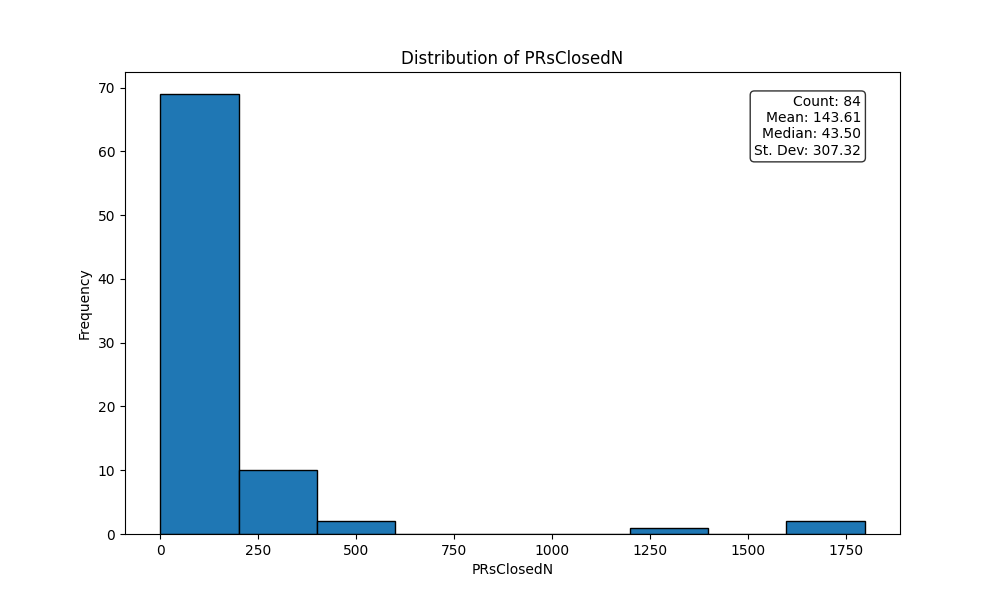 Distribution of PRsClosedN
Count: 84
Mean: 143.61
Median: 43.50
St. Dev: 307.32
Frequency
70
60
50
40
30
20
10
0
0 250 500 750 1000 1250 1500 1750
PRsClosedN